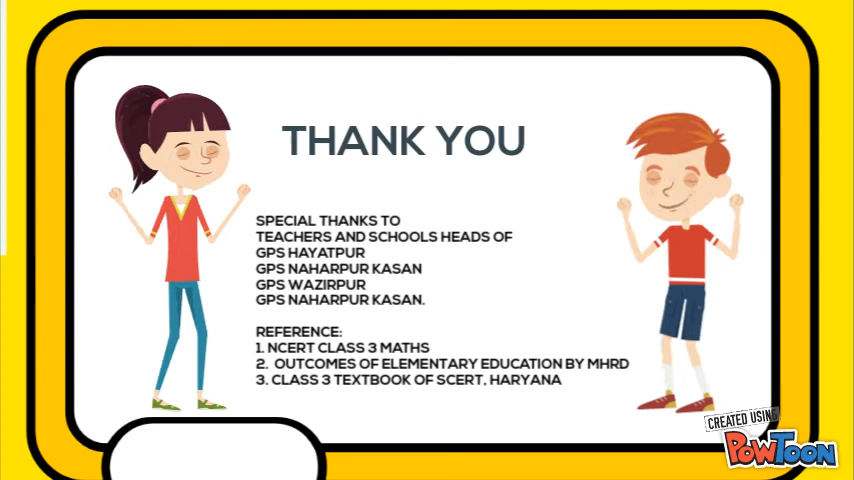 THANK YOU
SPECIAL THANKS TO
TEACHERS AND SCHOOLS HEADS OF
GPS HAYATPUR
GPS NAHARPUR KASAN
GPS WAZIRPUR
GPS NAHARPUR KASAN.
REFERENCE:
1. NCERT CLASS 3 MATHS
2. OUTCOMES OF ELEMENTARY EDUCATION BY MHRD
3. CLASS 3 TEXTBOOK OF SCERT, HARYANA
CREATED USING
POWTOON